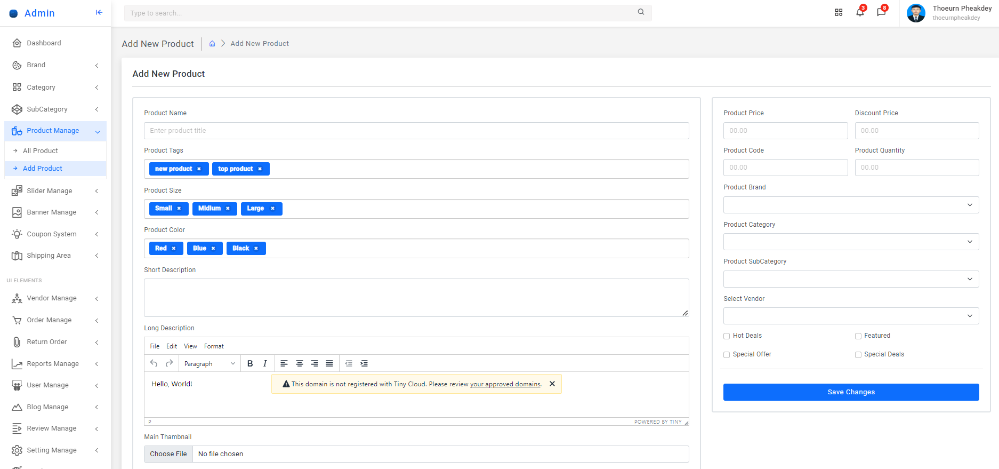 Admin
Type to search...
3
8
Thoeurn Pheakdey
thoeurnpheakdey
Dashboard
Brand
Category
SubCategory
Product Manage
All Product
Add Product
Slider Manage
Banner Manage
Coupon System
Shipping Area
UI ELEMENTS
Vendor Manage
Order Manage
Return Order
Reports Manage
User Manage
Blog Manage
Review Manage
Setting Manage
Add New Product
Add New Product
Add New Product
Product Name
Enter product title
Product Tags
new product × top product ×
Product Size
Small × Midium × Large ×
Product Color
Red × Blue × Black ×
Short Description
Long Description
File Edit View Format
Paragraph B I
Hello, World!
This domain is not registered with Tiny Cloud. Please review your approved domains.
P
POWERED BY TINY
Main Thambnail
Choose File No file chosen
Product Price Discount Price
00.00 00.00
Product Code Product Quantity
00.00 00.00
Product Brand
Product Category
Product SubCategory
Select Vendor
Hot Deals Featured
Special Offer Special Deals
Save Changes